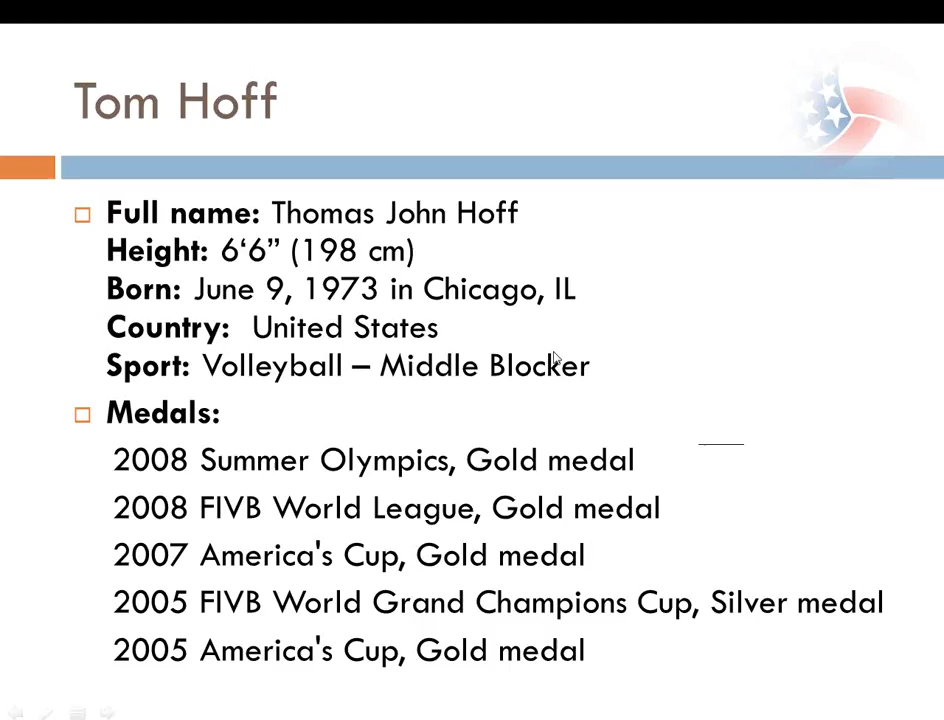 Tom Hoff
Full name: Thomas John Hoff
Height: 6‘6” (198 cm)
Born: June 9, 1973 in Chicago, IL
Country: United States
Sport: Volleyball – Middle Blocker
Medals:
2008 Summer Olympics, Gold medal
2008 FIVB World League, Gold medal
2007 America's Cup, Gold medal
2005 FIVB World Grand Champions Cup, Silver medal
2005 America's Cup, Gold medal